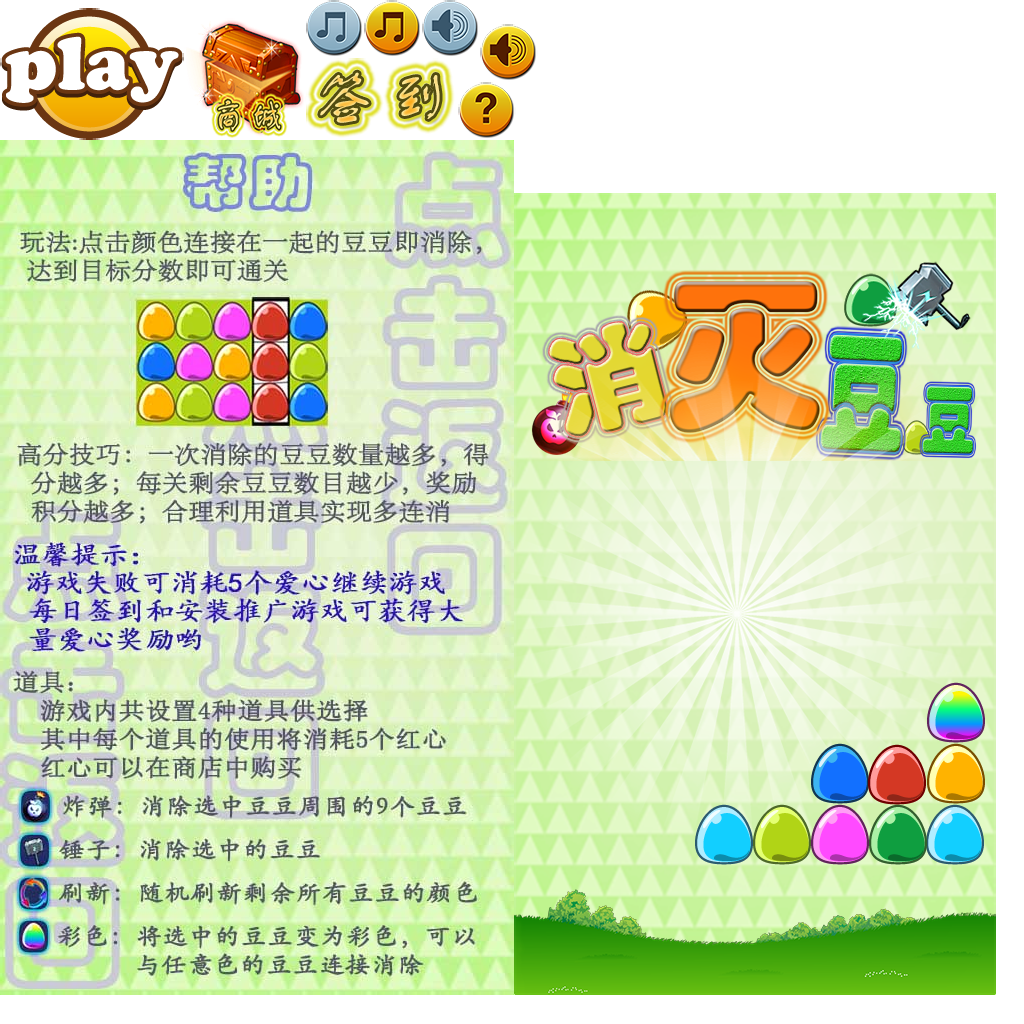 play
商城
签到
?
帮助
玩法:点击颜色连接在一起的豆豆即消除，
达到目标分数即可通关
高分技巧：一次消除的豆豆数量越多，得
分越多；每关剩余豆豆数目越少，奖励
积分越多；合理利用道具实现多连消
温馨提示：
游戏失败可消耗5个爱心继续游戏
每日签到和安装推广游戏可获得大
量爱心奖励哟
道具：
游戏内共设置4种道具供选择
其中每个道具的使用将消耗5个红心
红心可以在商店中购买
炸弹：消除选中豆豆周围的9个豆豆
锤子：消除选中的豆豆
刷新：随机刷新剩余所有豆豆的颜色
彩色：将选中的豆豆变为彩色，可以
与任意色的豆豆连接消除
点击返回
点击返回
点击返回
消灭豆豆